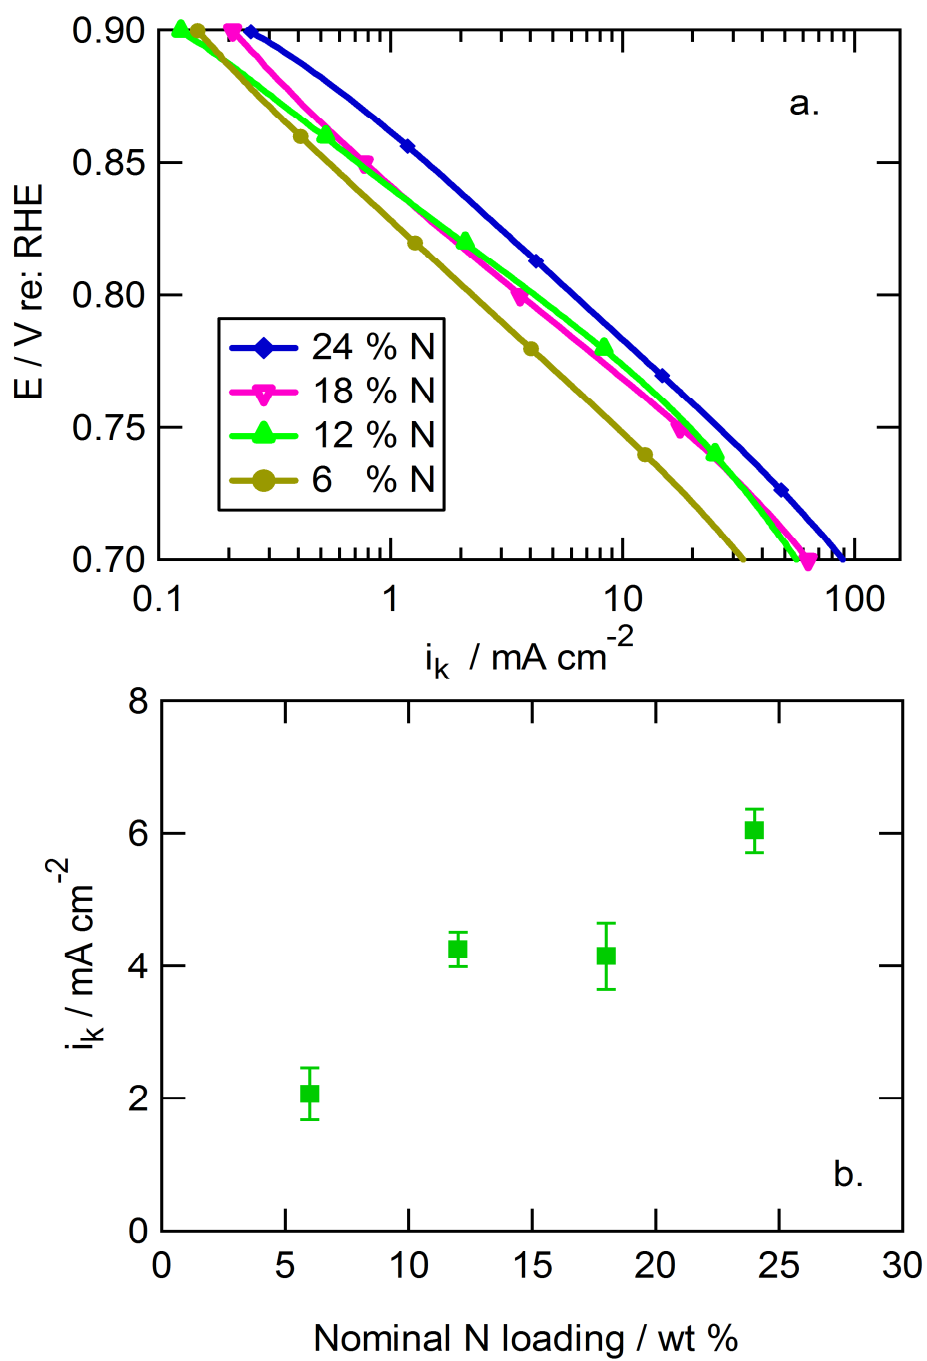 0.90
a.
0.85
E / V re: RHE
0.80
24 % N
18 % N
12 % N
6 % N
0.75
0.70
0.1 1 10 100
iₖ / mA cm⁻²
8
6
iₖ / mA cm⁻²
4
2
b.
0
0 5 10 15 20 25 30
Nominal N loading / wt %